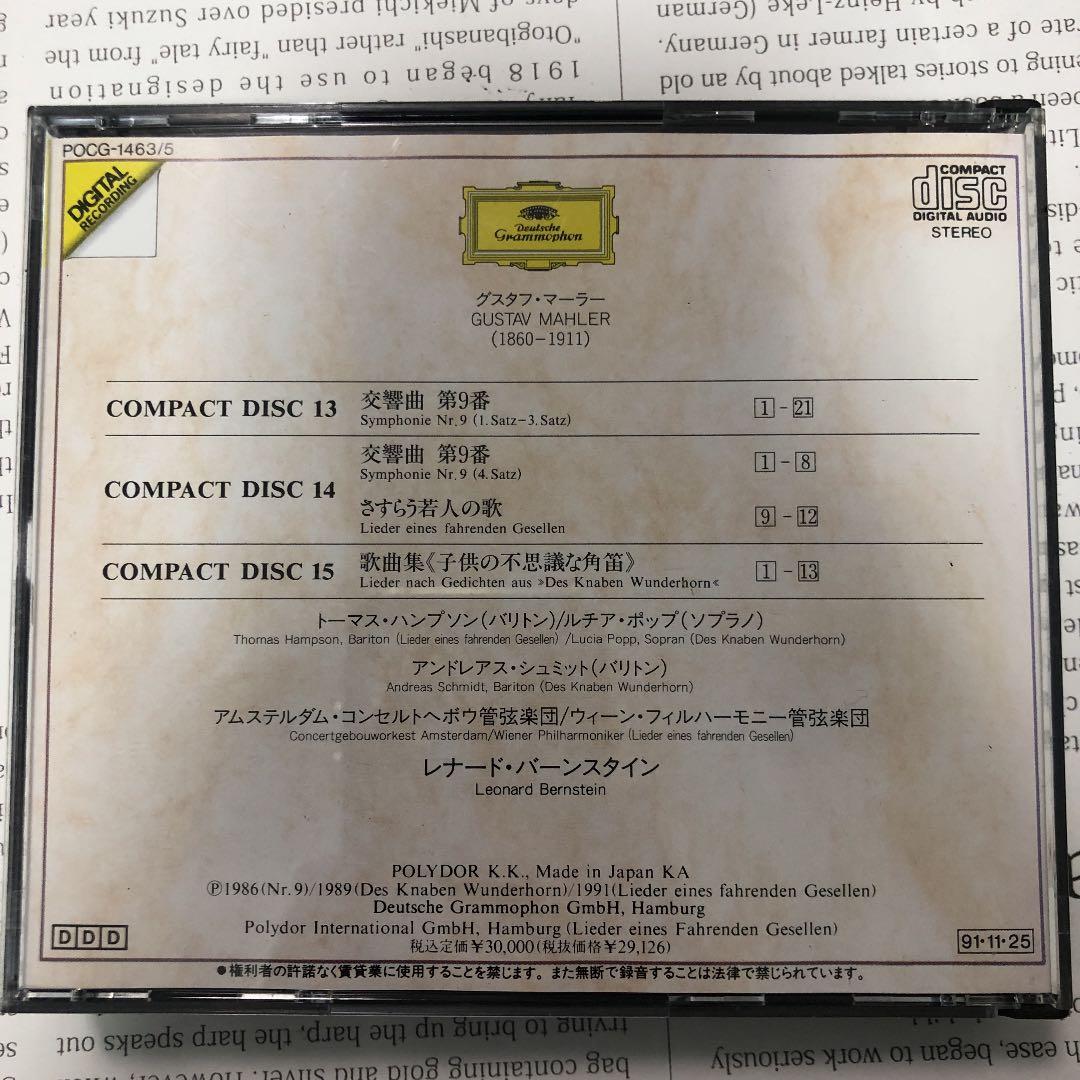 days of Miekichi presided over Suzuki year
"Otogibanashi" rather than "fairy tale" from the
1918 began to use the designation
rate of a certain farmer in Germany.
ening to stories talked about by an old
POCG-1463/5
DIGITAL
RECORDING
Deutsche
Grammophon
COMPACT
disc
DIGITAL AUDIO
STEREO
グスタフ・マーラー
GUSTAV MAHLER
(1860-1911)
COMPACT DISC 13 交響曲 第9番 1 - 21
Symphonie Nr. 9 (1. Satz-3. Satz)
COMPACT DISC 14 交響曲 第9番 1 - 8
Symphonie Nr. 9 (4. Satz)
さすらう若人の歌 9 - 12
Lieder eines fahrenden Gesellen
COMPACT DISC 15 歌曲集《子供の不思議な角笛》 1 - 13
Lieder nach Gedichten aus »Des Knaben Wunderhorn«
トーマス・ハンプソン(バリトン)/ルチア・ポップ(ソプラノ)
Thomas Hampson, Bariton (Lieder eines fahrenden Gesellen) /Lucia Popp, Sopran (Des Knaben Wunderhorn)
アンドレアス・シュミット(バリトン)
Andreas Schmidt, Bariton (Des Knaben Wunderhorn)
アムステルダム・コンセルトヘボウ管弦楽団/ウィーン・フィルハーモニー管弦楽団
Concertgebouworkest Amsterdam/Wiener Philharmoniker (Lieder eines fahrenden Gesellen)
レナード・バーンスタイン
Leonard Bernstein
POLYDOR K.K., Made in Japan KA
Ⓟ1986(Nr. 9)/1989(Des Knaben Wunderhorn)/1991(Lieder eines fahrenden Gesellen)
Deutsche Grammophon GmbH, Hamburg
Polydor International GmbH, Hamburg (Lieder eines Fahrenden Gesellen)
税込定価¥30,000(税抜価格¥29,126)
DDD
91・11・25
●権利者の許諾なく賃貸業に使用することを禁じます。また無断で録音することは法律で禁じられています。
trying to bring up the harp, the harp speaks out
bag containing gold and silver. However, when
ease, began to work seriously